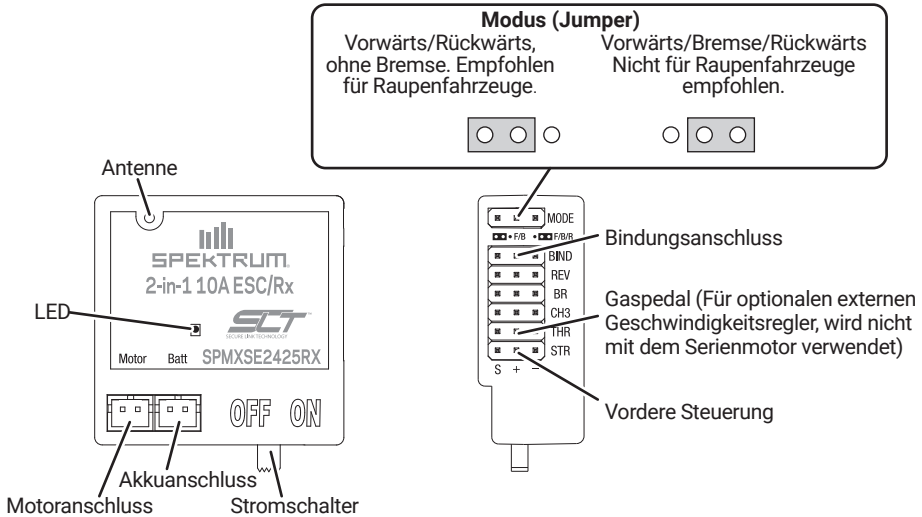 Modus (Jumper)
Vorwärts/Rückwärts,
ohne Bremse. Empfohlen
für Raupenfahrzeuge.
Vorwärts/Bremse/Rückwärts
Nicht für Raupenfahrzeuge
empfohlen.
Antenne
SPEKTRUM
2-in-1 10A ESC/Rx
LED
SLT
SECURE LINK TECHNOLOGY
Motor Batt SPMXSE2425RX
OFF ON
Akkuanschluss
Motoranschluss
Stromschalter
MODE
F/B F/B/R
BIND
REV
BR
CH3
THR
STR
S + −
Bindungsanschluss
Gaspedal (Für optionalen externen
Geschwindigkeitsregler, wird nicht
mit dem Serienmotor verwendet)
Vordere Steuerung